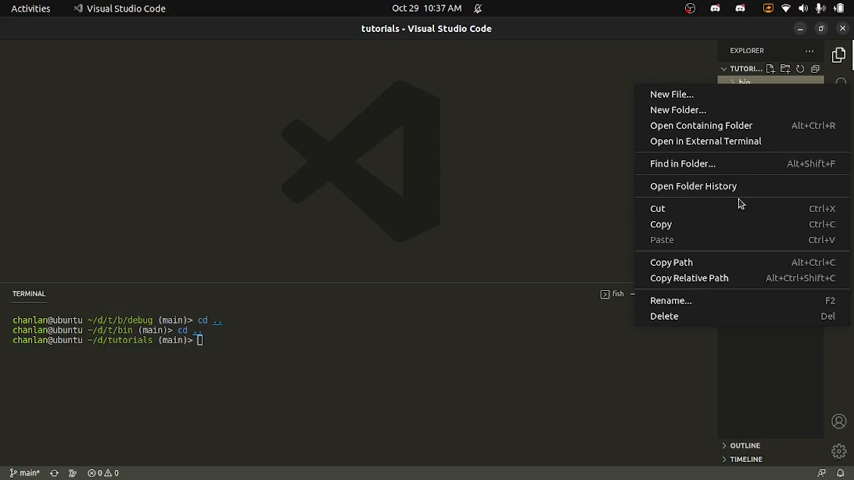 Activities
Visual Studio Code
Oct 29 10:37 AM
tutorials - Visual Studio Code
EXPLORER
TUTORI...
bin
New File...
New Folder...
Open Containing Folder Alt+Ctrl+R
Open in External Terminal
Find in Folder... Alt+Shift+F
Open Folder History
Cut Ctrl+X
Copy Ctrl+C
Paste Ctrl+V
Copy Path Alt+Ctrl+C
Copy Relative Path Alt+Ctrl+Shift+C
Rename... F2
Delete Del
TERMINAL
fish
chanlan@ubuntu ~/d/t/b/debug (main)> cd ..
chanlan@ubuntu ~/d/t/bin (main)> cd ..
chanlan@ubuntu ~/d/tutorials (main)>
OUTLINE
TIMELINE
main* 0 0